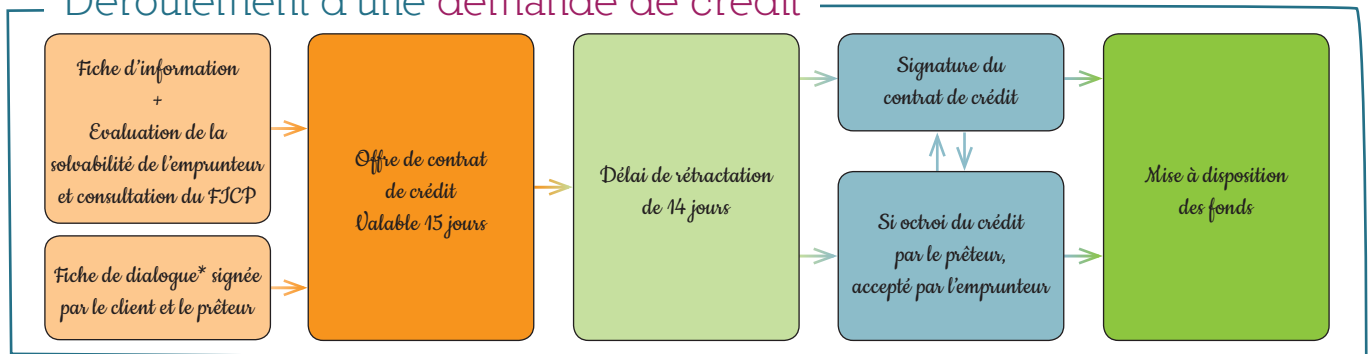 Déroulement d'une demande de crédit
Fiche d'information
+
Evaluation de la
solvabilité de l'emprunteur
et consultation du FICP
Fiche de dialogue* signée
par le client et le prêteur
Offre de contrat
de crédit
Valable 15 jours
Délai de rétractation
de 14 jours
Signature du
contrat de crédit
Si octroi du crédit
par le prêteur,
accepté par l'emprunteur
Mise à disposition
des fonds